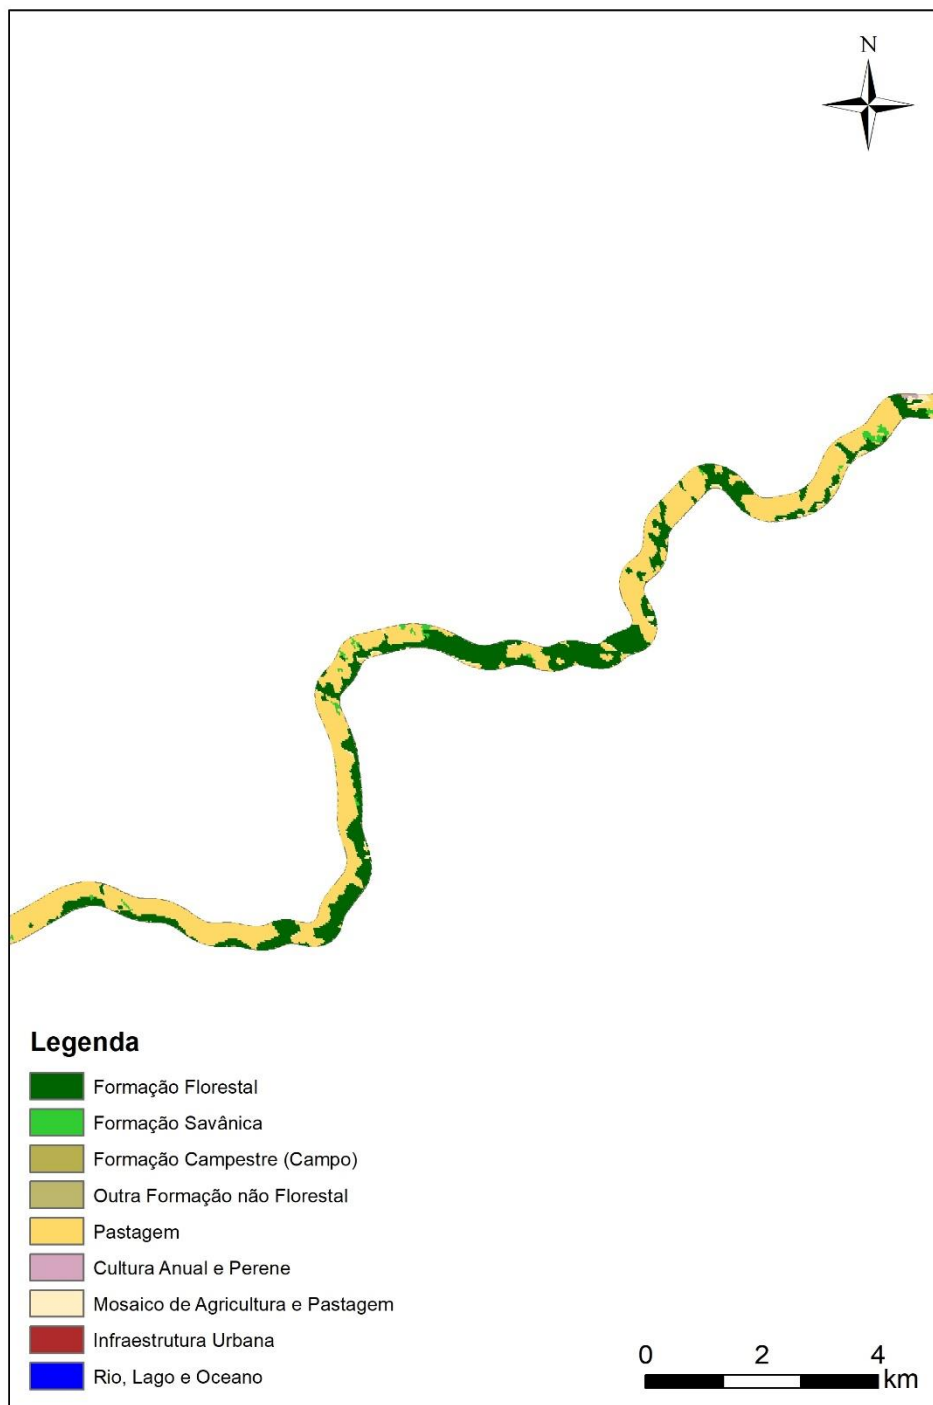 N
Legenda
Formação Florestal
Formação Savânica
Formação Campestre (Campo)
Outra Formação não Florestal
Pastagem
Cultura Anual e Perene
Mosaico de Agricultura e Pastagem
Infraestrutura Urbana
Rio, Lago e Oceano
0 2 4
km